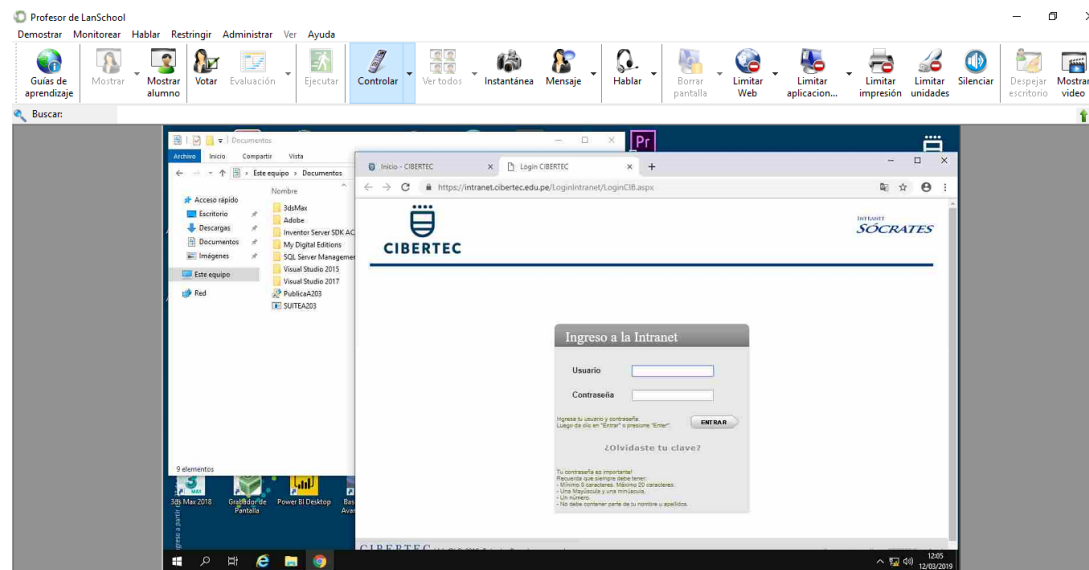 Profesor de LanSchool
Demostrar Monitorear Hablar Restringir Administrar Ver Ayuda
Guías de aprendizaje
Mostrar
Mostrar alumno
Votar
Evaluación
Ejecutar
Controlar
Ver todos
Instantánea
Mensaje
Hablar
Borrar pantalla
Limitar Web
Limitar aplicacion...
Limitar impresión
Limitar unidades
Silenciar
Despejar escritorio
Mostrar video
Buscar:
Documentos
Archivo Inicio Compartir Vista
Este equipo > Documentos
Nombre
Acceso rápido
Escritorio
Descargas
Documentos
Imágenes
Este equipo
Red
3dsMax
Adobe
Inventor Server SDK AC
My Digital Editions
SQL Server Managemen
Visual Studio 2015
Visual Studio 2017
PublicaA203
SUITEA203
9 elementos
Pr
Inicio - CIBERTEC
Login CIBERTEC
https://intranet.cibertec.edu.pe/LoginIntranet/LoginCIB.aspx
CIBERTEC
INTRANET
SÓCRATES
Ingreso a la Intranet
Usuario
Contraseña
Ingresa tu usuario y contraseña.
Luego da clic en "Entrar" o presione "Enter".
ENTRAR
¿Olvidaste tu clave?
Tu contraseña es importante!
Recuerda que siempre debe tener:
- Mínimo 8 caracteres. Máximo 20 caracteres.
- Una Mayúscula y una minúscula.
- Un número.
- No debe contener parte de tu nombre y apellidos.
3ds Max 2018
Grabador de Pantalla
Power BI Desktop
CIBERTEC
12:05
12/03/2019